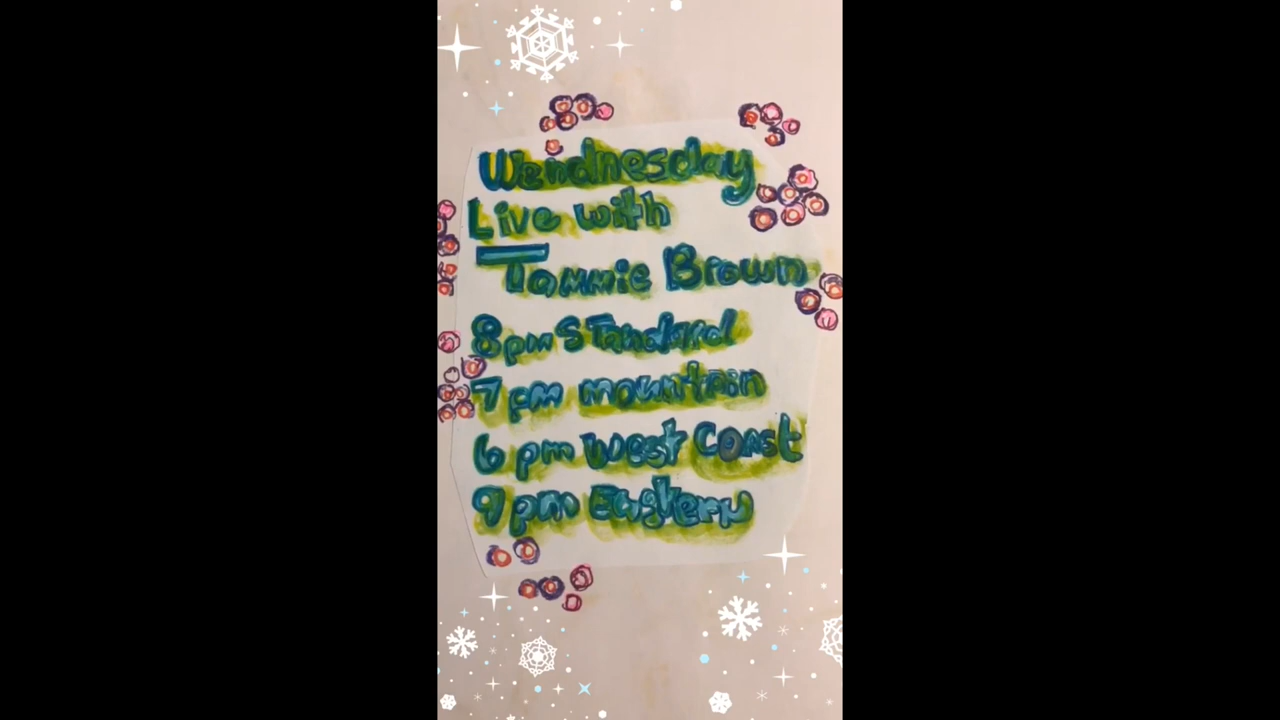 Wendnesday
Live with
Tammie Brown
8pm STandard
7pm mountain
6 pm West Coast
9 pm Eastern